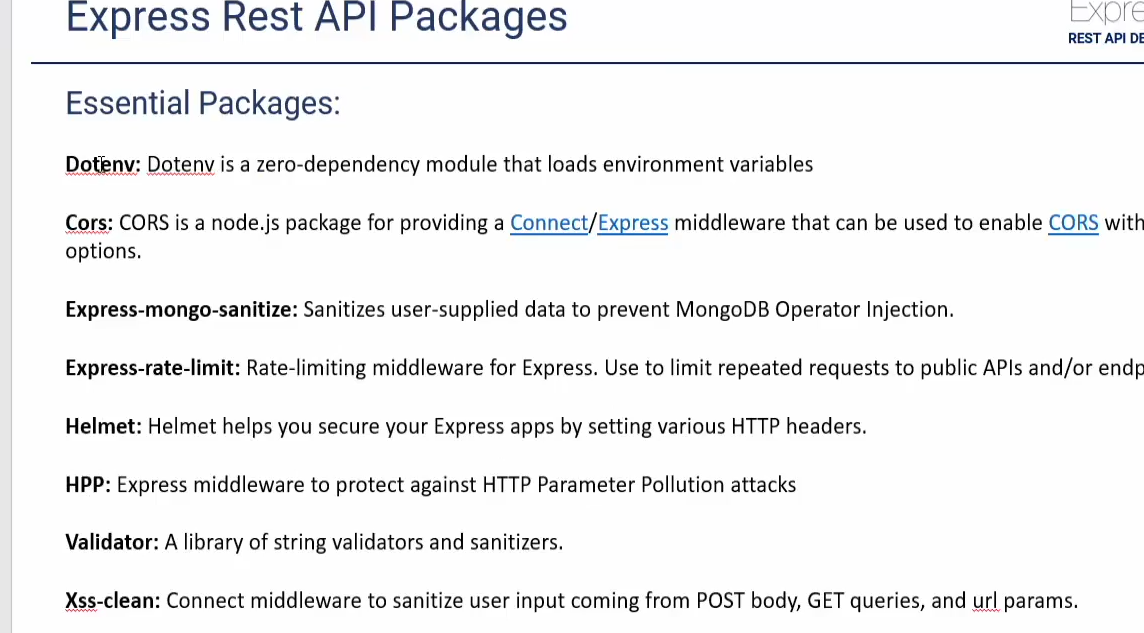 Express Rest API Packages
Expre
REST API DE
Essential Packages:
Dotenv: Dotenv is a zero-dependency module that loads environment variables
Cors: CORS is a node.js package for providing a Connect/Express middleware that can be used to enable CORS with
options.
Express-mongo-sanitize: Sanitizes user-supplied data to prevent MongoDB Operator Injection.
Express-rate-limit: Rate-limiting middleware for Express. Use to limit repeated requests to public APIs and/or endp
Helmet: Helmet helps you secure your Express apps by setting various HTTP headers.
HPP: Express middleware to protect against HTTP Parameter Pollution attacks
Validator: A library of string validators and sanitizers.
Xss-clean: Connect middleware to sanitize user input coming from POST body, GET queries, and url params.